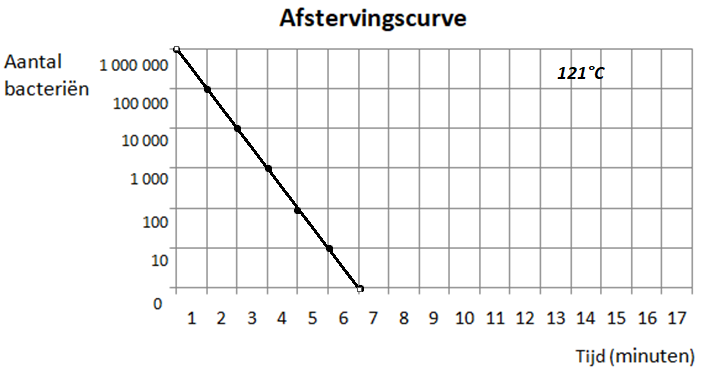 Afstervingscurve
Aantal
bacteriën
121°C
1 000 000
100 000
10 000
1 000
100
10
0
1 2 3 4 5 6 7 8 9 10 11 12 13 14 15 16 17
Tijd (minuten)